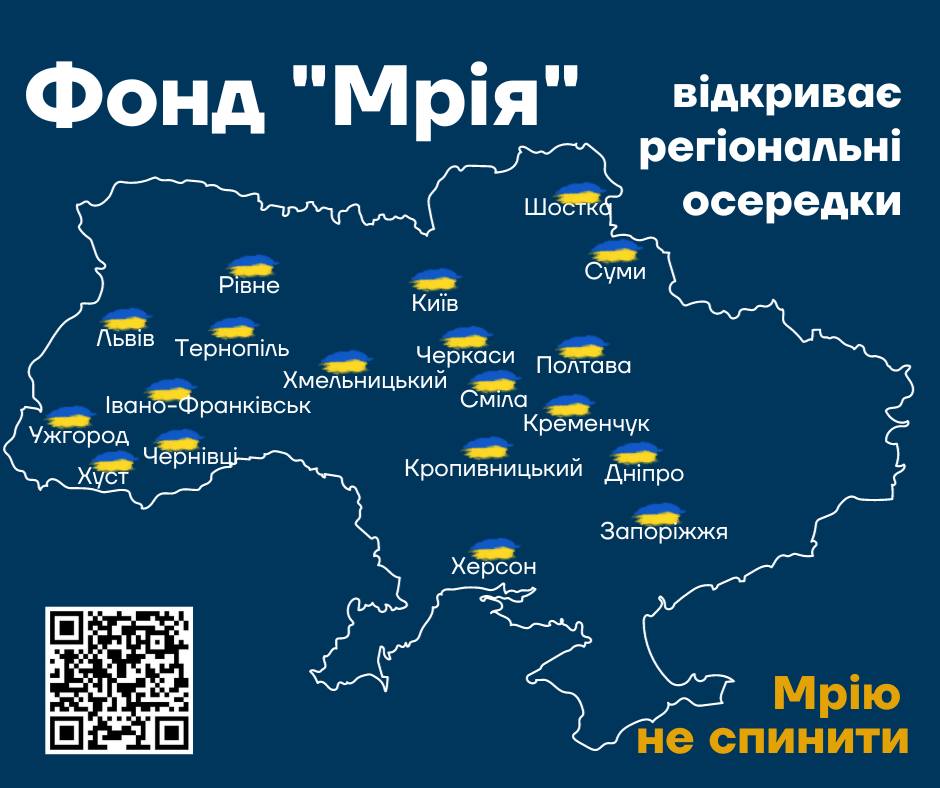 Фонд "Мрія"
відкриває
регіональні
осередки
Шостка
Суми
Рівне
Київ
Львів
Тернопіль
Черкаси
Полтава
Хмельницький
Сміла
Івано-Франківськ
Кременчук
Ужгород
Чернівці
Хуст
Кропивницький
Дніпро
Запоріжжя
Херсон
Мрію
не спинити